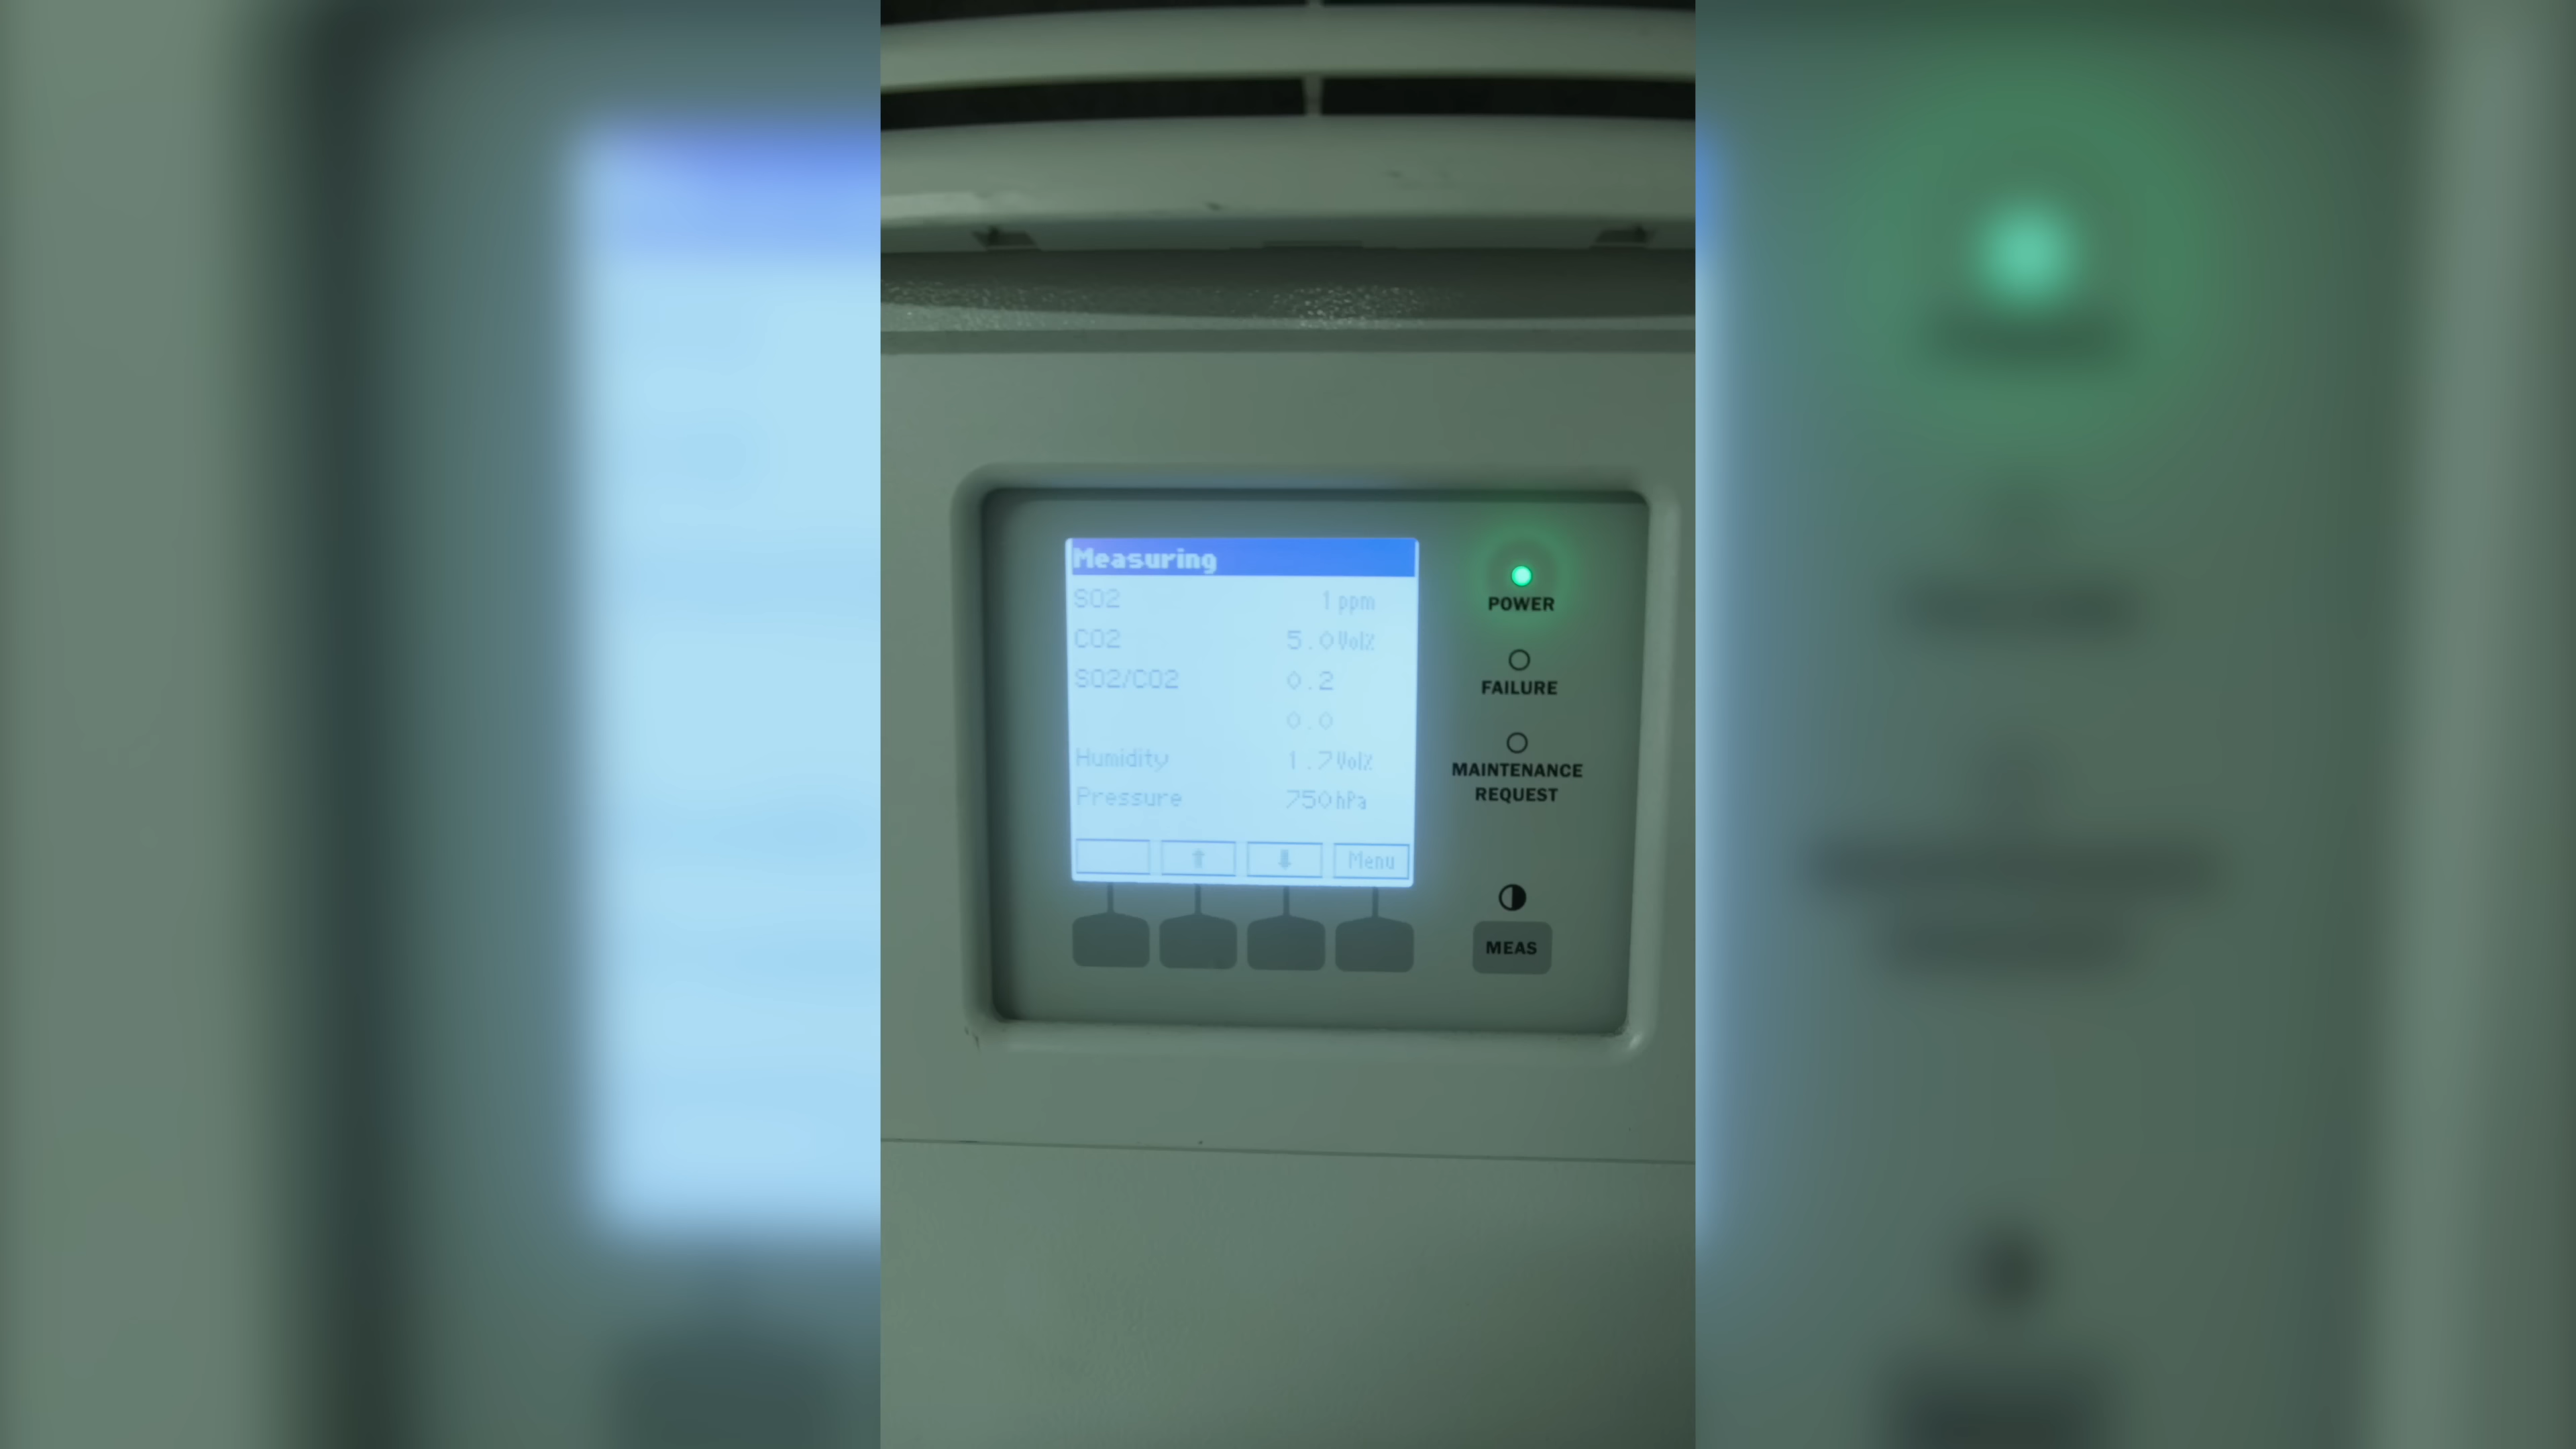 Measuring
SO2 1 ppm
CO2 5.0 Vol%
SO2/CO2 0.2
0.0
Humidity 1.7 Vol%
Pressure 750 hPa
Menu
POWER
FAILURE
MAINTENANCE
REQUEST
MEAS